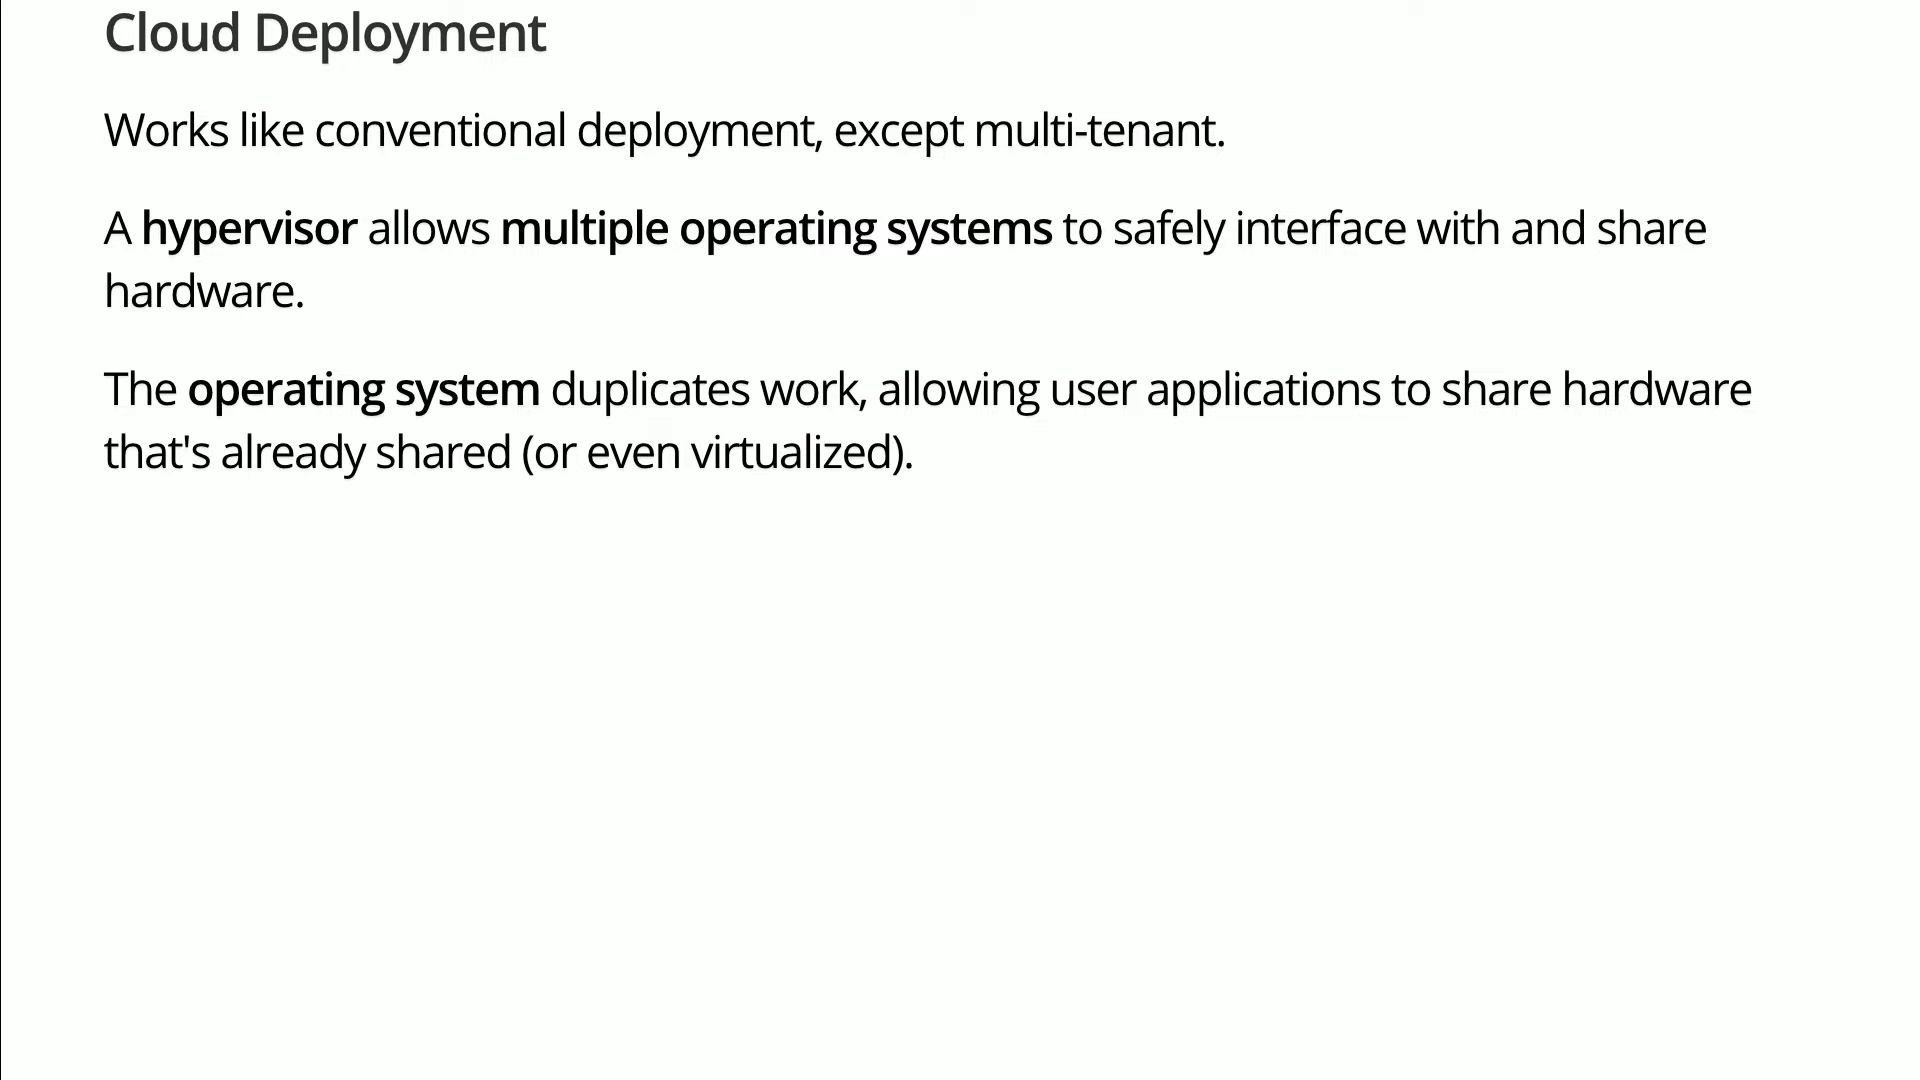 Cloud Deployment
Works like conventional deployment, except multi-tenant.
A hypervisor allows multiple operating systems to safely interface with and share
hardware.
The operating system duplicates work, allowing user applications to share hardware
that's already shared (or even virtualized).